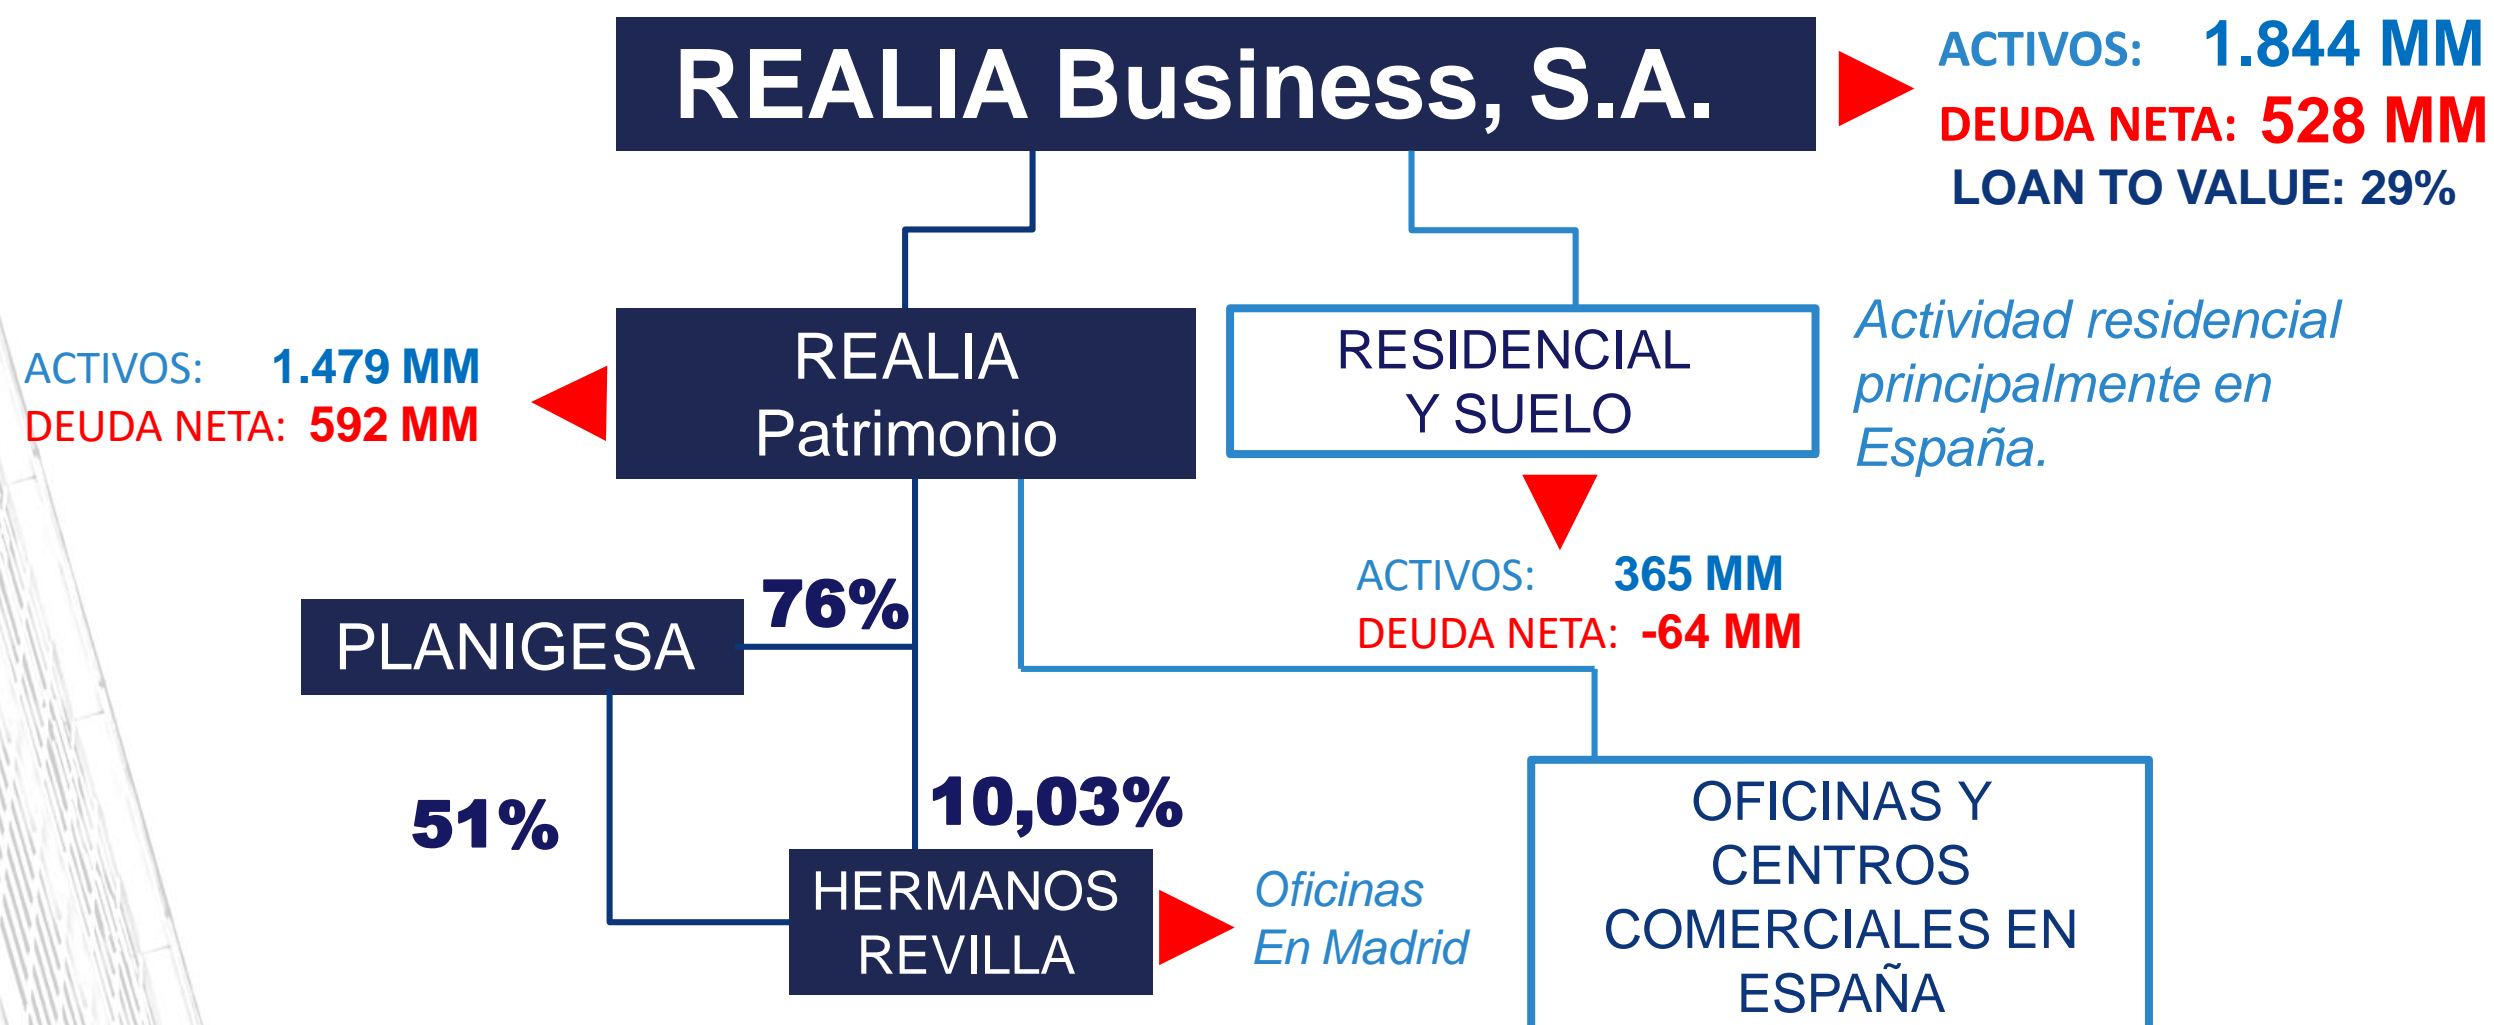 REALIA Business, S.A.
ACTIVOS: 1.844 MM
DEUDA NETA: 528 MM
LOAN TO VALUE: 29%
ACTIVOS: 1.479 MM
DEUDA NETA: 592 MM
REALIA
Patrimonio
RESIDENCIAL
Y SUELO
Actividad residencial
principalmente en
España.
ACTIVOS: 365 MM
DEUDA NETA: -64 MM
76%
PLANIGESA
51%
10,03%
HERMANOS
REVILLA
Oficinas
En Madrid
OFICINAS Y
CENTROS
COMERCIALES EN
ESPAÑA